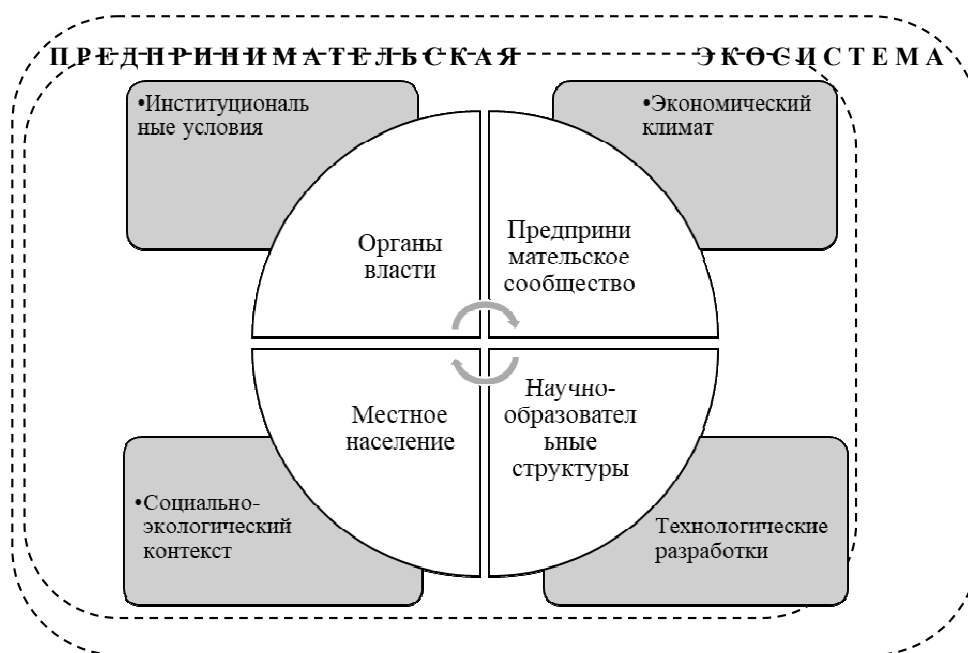 ПРЕДПРИНИМАТЕЛЬСКАЯ ЭКОСИСТЕМА
•Институциональ
ные условия
•Экономический
климат
Органы
власти
Предприни
мательское
сообщество
Местное
население
Научно-
образовател
ьные
структуры
•Социально-
экологический
контекст
Технологические
разработки